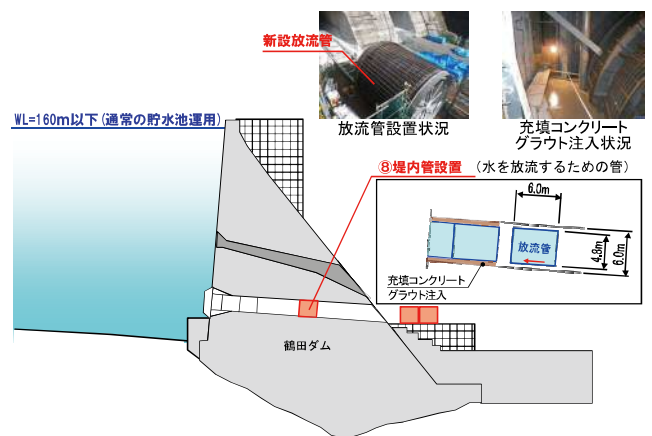 新設放流管
放流管設置状況
充填コンクリート
グラウト注入状況
WL=160m以下(通常の貯水池運用)
⑧堤内管設置 (水を放流するための管)
6.0m
放流管
4.8m
6.0m
充填コンクリート
グラウト注入
鶴田ダム